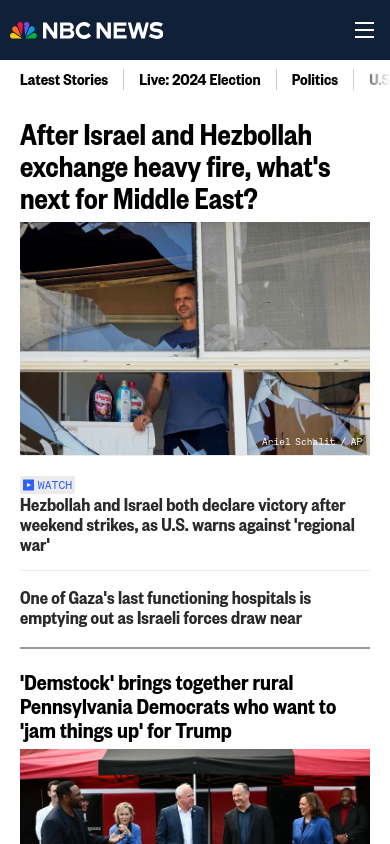 NBC NEWS
Latest Stories
Live: 2024 Election
Politics
U.S
After Israel and Hezbollah
exchange heavy fire, what's
next for Middle East?
Persil
Ariel Schalit / AP
WATCH
Hezbollah and Israel both declare victory after
weekend strikes, as U.S. warns against 'regional
war'
One of Gaza's last functioning hospitals is
emptying out as Israeli forces draw near
'Demstock' brings together rural
Pennsylvania Democrats who want to
'jam things up' for Trump